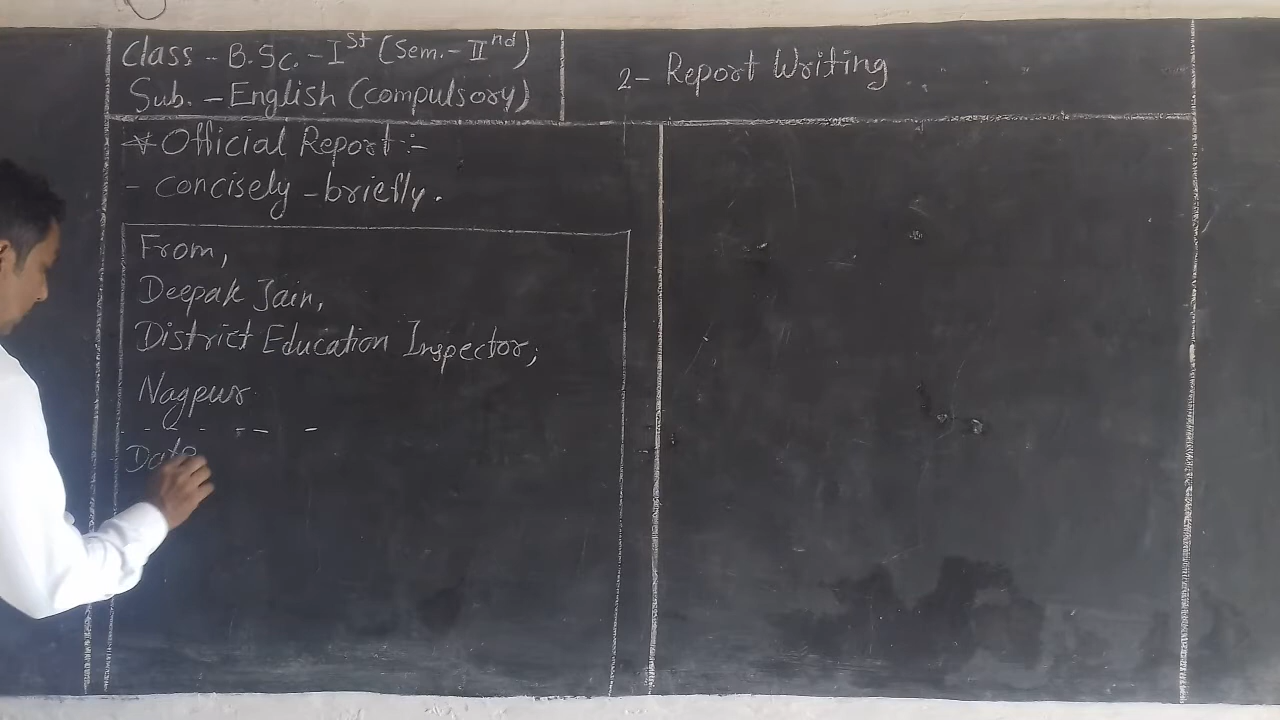 Class - B.Sc. - Ist (Sem. - IInd)
Sub. - English (Compulsory)
2- Report Writing
* Official Report :-
- Concisely - briefly.
From,
Deepak Jain,
District Education Inspector,
Nagpur
- - - - - -
Date